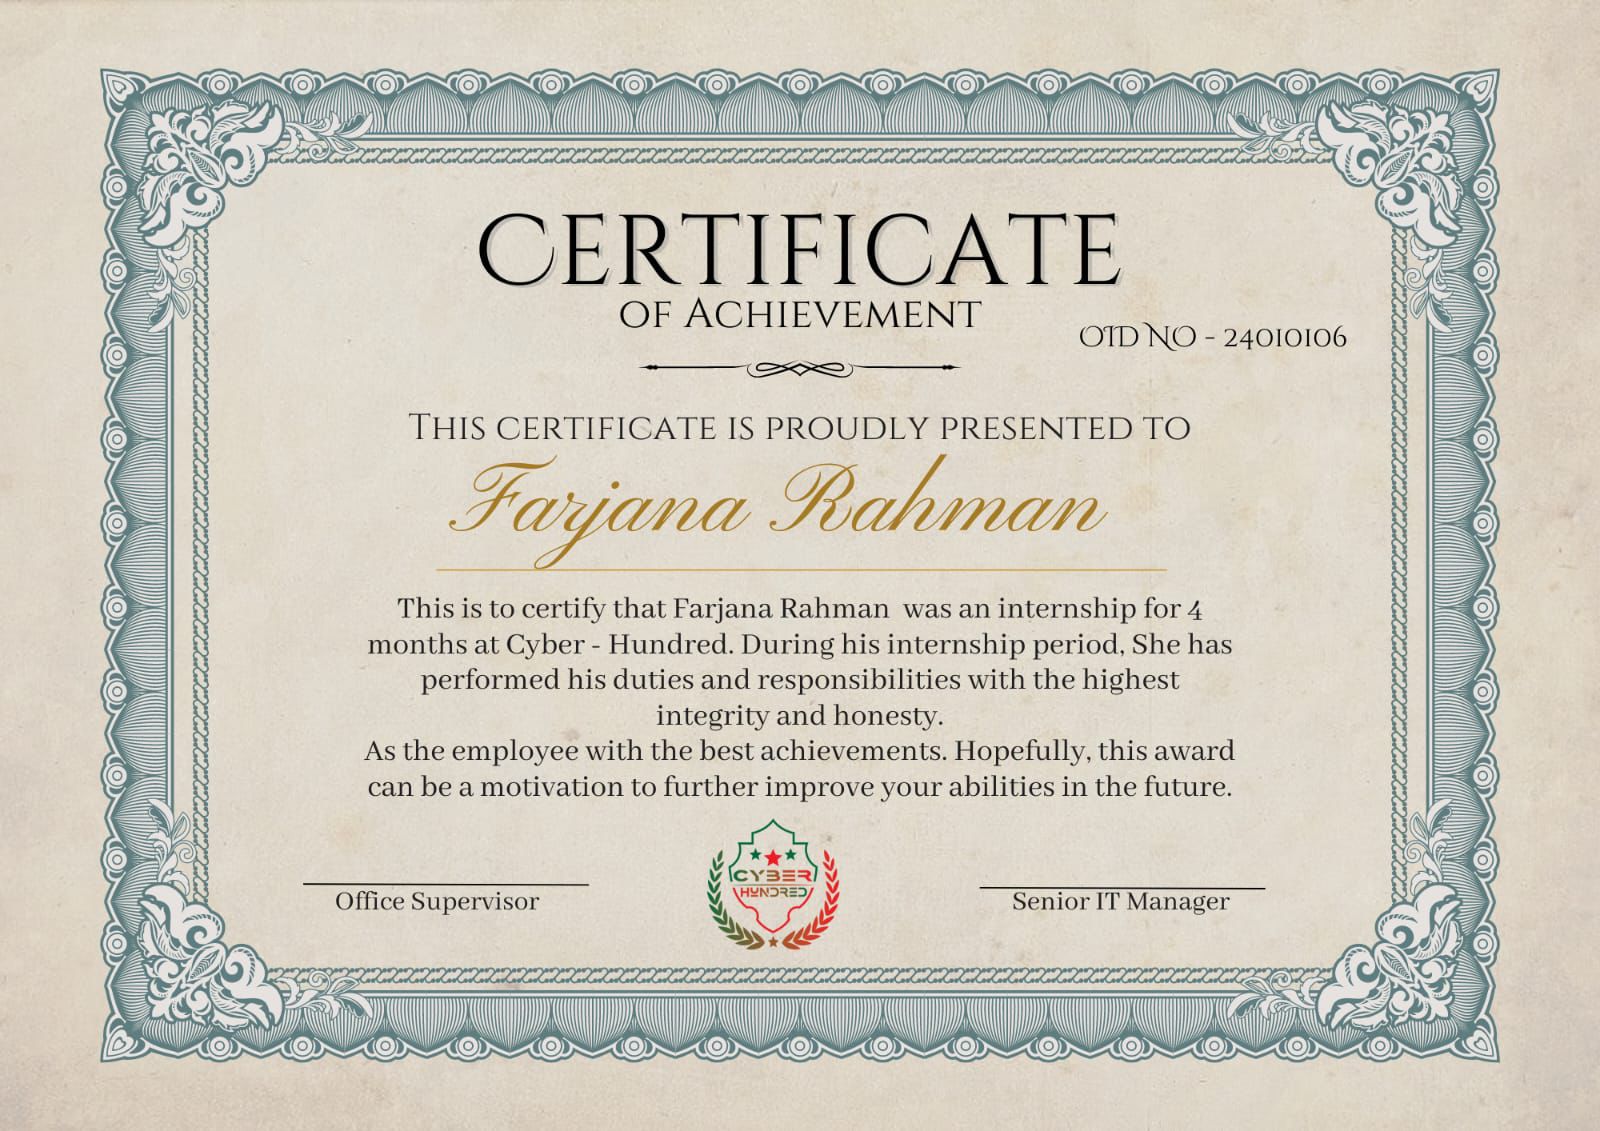 CERTIFICATE
OF ACHIEVEMENT
OID NO - 24010106
THIS CERTIFICATE IS PROUDLY PRESENTED TO
Farjana Rahman
This is to certify that Farjana Rahman was an internship for 4
months at Cyber - Hundred. During his internship period, She has
performed his duties and responsibilities with the highest
integrity and honesty.
As the employee with the best achievements. Hopefully, this award
can be a motivation to further improve your abilities in the future.
CYBER
HUNDRED
Office Supervisor
Senior IT Manager